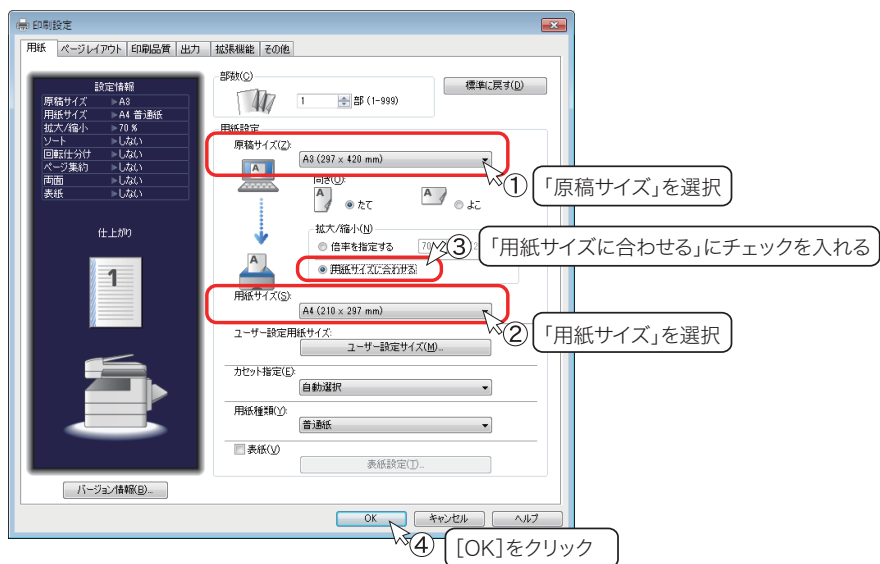 印刷設定
用紙 ページレイアウト 印刷品質 出力 拡張機能 その他
設定情報
原稿サイズ ▶A3
用紙サイズ ▶A4 普通紙
拡大/縮小 ▶70 %
ソート ▶しない
回転仕分け ▶しない
ページ集約 ▶しない
両面 ▶しない
表紙 ▶しない
仕上がり
1
バージョン情報(B)...
部数(C)
1 部 (1-999)
標準に戻す(D)
用紙設定
原稿サイズ(Z):
A3 (297 x 420 mm)
①「原稿サイズ」を選択
向き(U):
A たて A よこ
拡大/縮小(N)
倍率を指定する 70
③「用紙サイズに合わせる」にチェックを入れる
用紙サイズに合わせる
用紙サイズ(S):
A4 (210 x 297 mm)
②「用紙サイズ」を選択
ユーザー設定用紙サイズ:
ユーザー設定サイズ(M)...
カセット指定(E):
自動選択
用紙種類(Y):
普通紙
表紙(V)
表紙設定(T)...
OK キャンセル ヘルプ
④[OK]をクリック